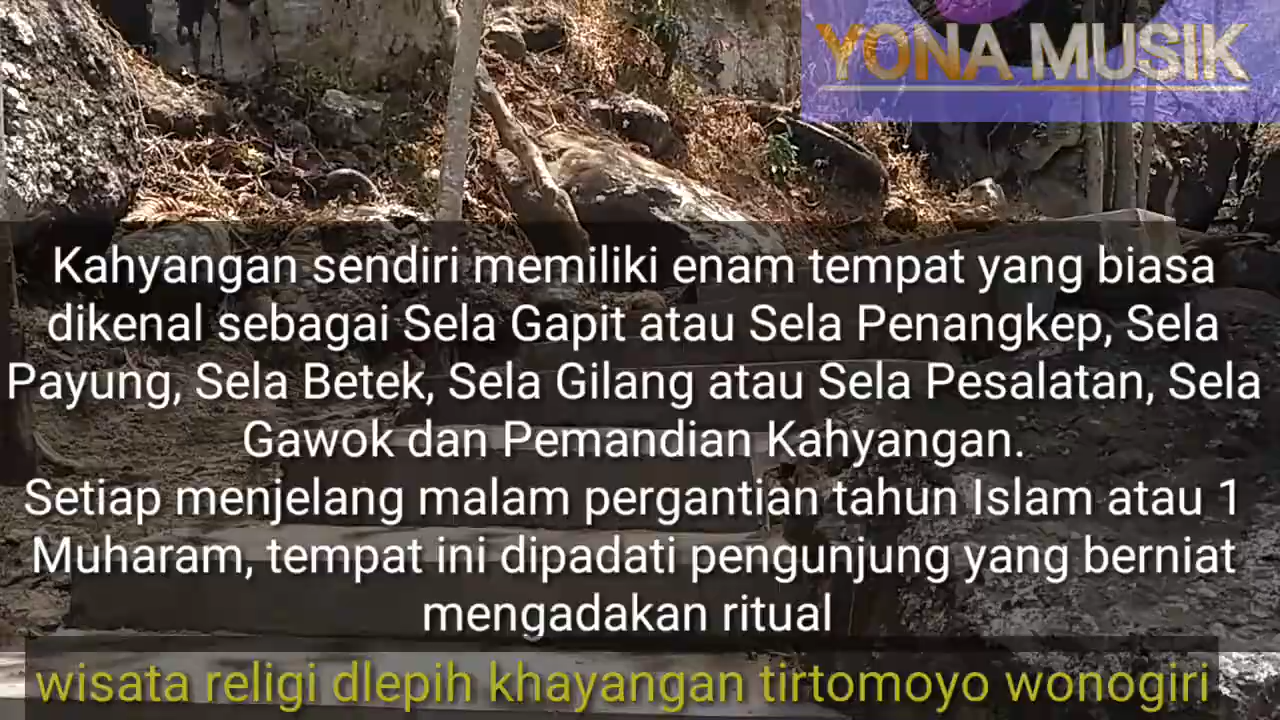 YONA MUSIK
Kahyangan sendiri memiliki enam tempat yang biasa
dikenal sebagai Sela Gapit atau Sela Penangkep, Sela
Payung, Sela Betek, Sela Gilang atau Sela Pesalatan, Sela
Gawok dan Pemandian Kahyangan.
Setiap menjelang malam pergantian tahun Islam atau 1
Muharam, tempat ini dipadati pengunjung yang berniat
mengadakan ritual
wisata religi dlepih khayangan tirtomoyo wonogiri